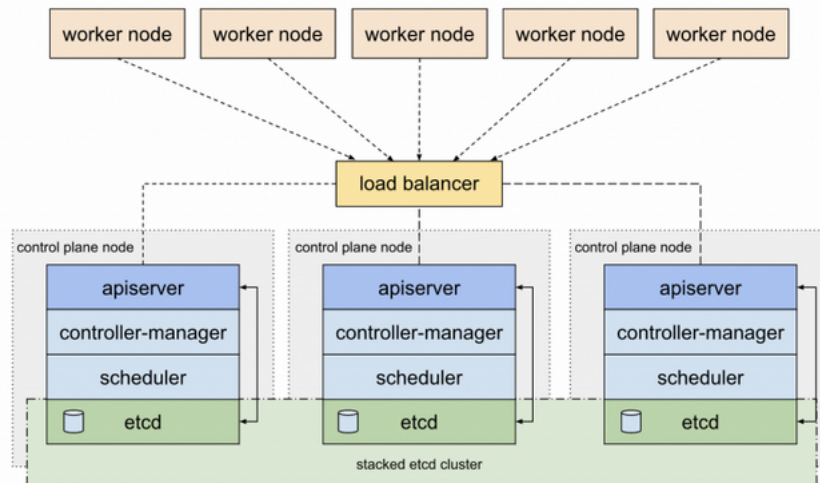 worker node
worker node
worker node
worker node
worker node
load balancer
control plane node
control plane node
control plane node
apiserver
apiserver
apiserver
controller-manager
controller-manager
controller-manager
scheduler
scheduler
scheduler
etcd
etcd
etcd
stacked etcd cluster